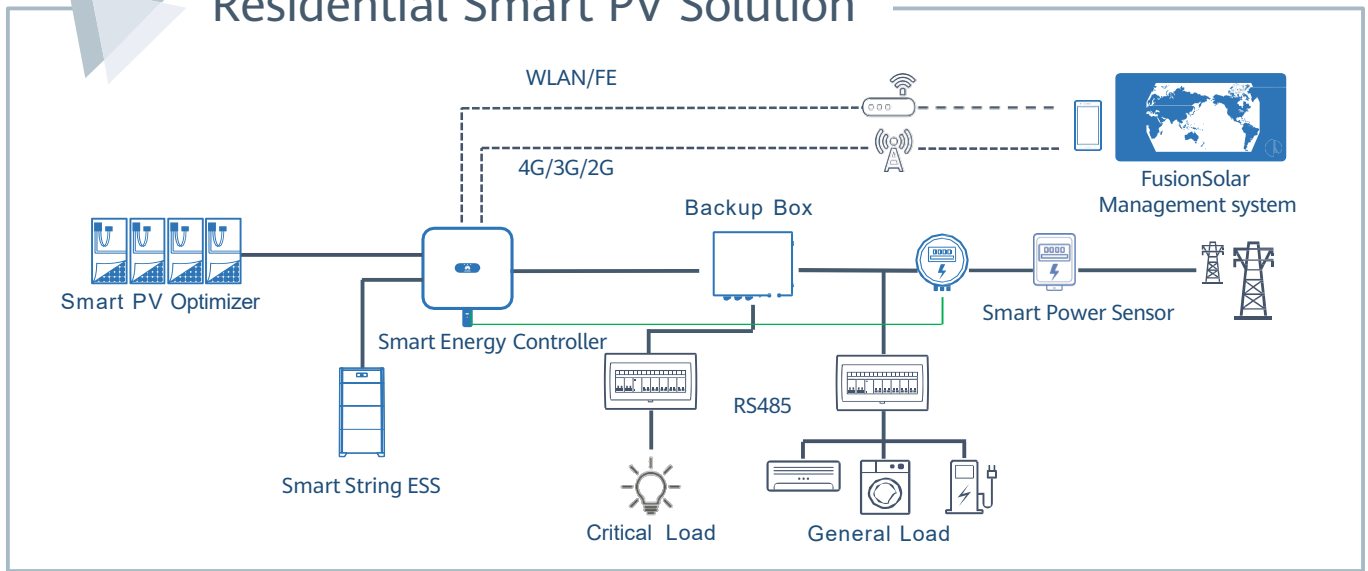 Residential Smart PV Solution
WLAN/FE
4G/3G/2G
FusionSolar
Management system
Backup Box
Smart PV Optimizer
Smart Energy Controller
Smart Power Sensor
RS485
Smart String ESS
Critical Load
General Load